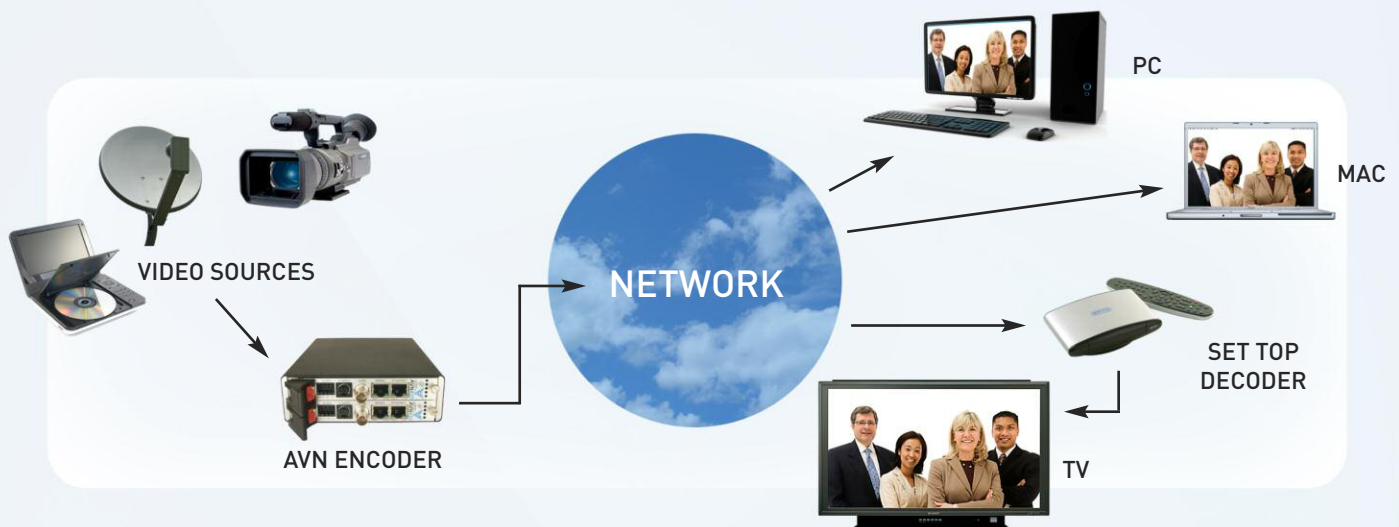 PC
MAC
VIDEO SOURCES
NETWORK
SET TOP
DECODER
AVN ENCODER
TV